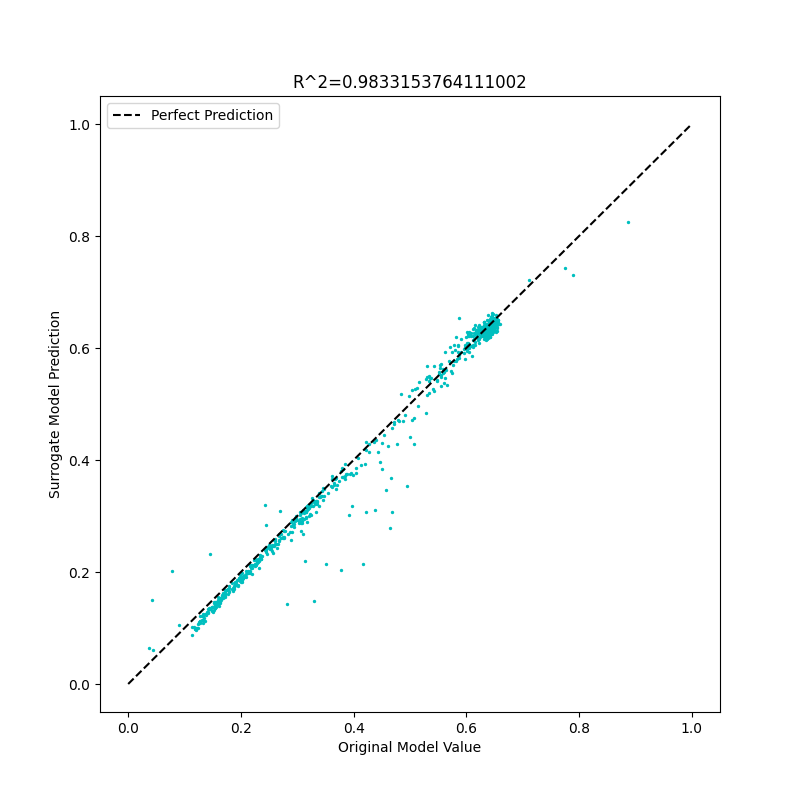 R^2=0.9833153764111002
Perfect Prediction
1.0
0.8
0.6
0.4
0.2
0.0
Surrogate Model Prediction
0.0 0.2 0.4 0.6 0.8 1.0
Original Model Value